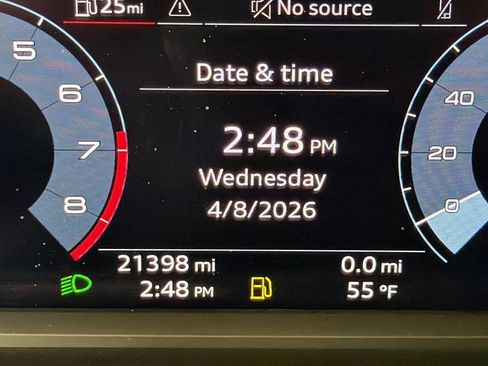 25mi No source
Date & time
5
6
7
8
2:48 PM
Wednesday
4/8/2026
40
20
0
21398 mi 0.0 mi
2:48 PM 55 °F